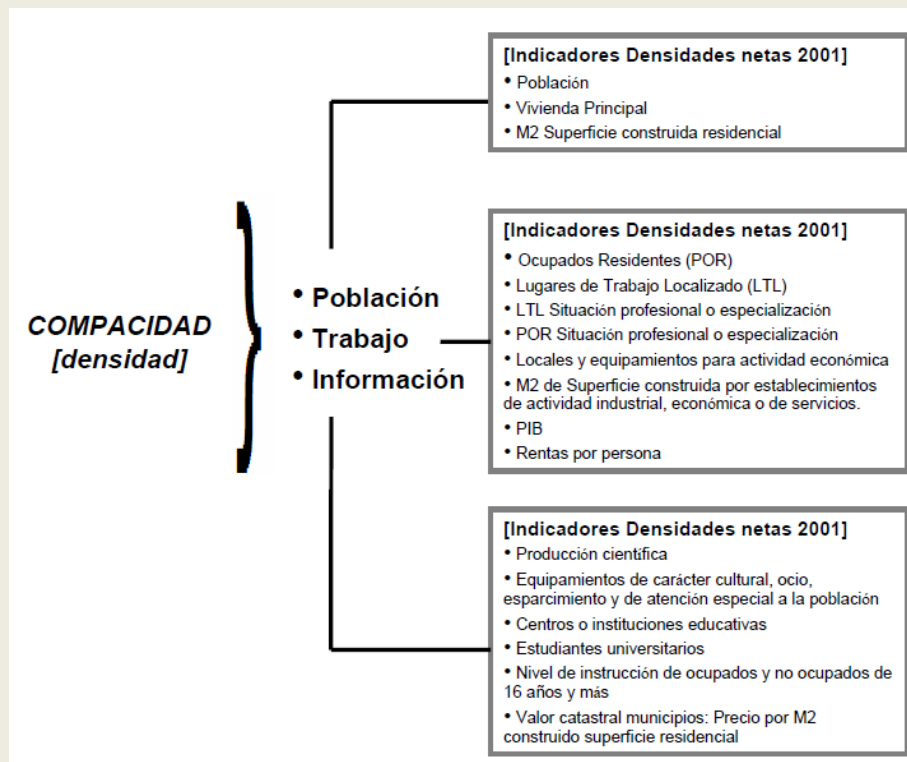 COMPACIDAD
[densidad]
• Población
• Trabajo
• Información
[Indicadores Densidades netas 2001]
• Población
• Vivienda Principal
• M2 Superficie construida residencial
[Indicadores Densidades netas 2001]
• Ocupados Residentes (POR)
• Lugares de Trabajo Localizado (LTL)
• LTL Situación profesional o especialización
• POR Situación profesional o especialización
• Locales y equipamientos para actividad económica
• M2 de Superficie construida por establecimientos
de actividad industrial, económica o de servicios.
• PIB
• Rentas por persona
[Indicadores Densidades netas 2001]
• Producción científica
• Equipamientos de carácter cultural, ocio,
esparcimiento y de atención especial a la población
• Centros o instituciones educativas
• Estudiantes universitarios
• Nivel de instrucción de ocupados y no ocupados de
16 años y más
• Valor catastral municipios: Precio por M2
construido superficie residencial